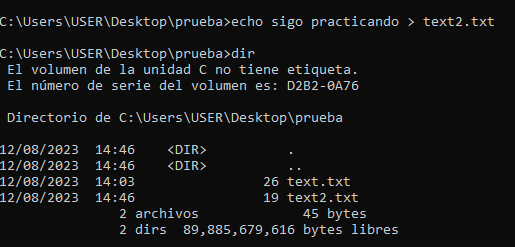 C:\Users\USER\Desktop\prueba>echo sigo practicando > text2.txt
C:\Users\USER\Desktop\prueba>dir
El volumen de la unidad C no tiene etiqueta.
El número de serie del volumen es: D2B2-0A76
Directorio de C:\Users\USER\Desktop\prueba
12/08/2023  14:46    <DIR>          .
12/08/2023  14:46    <DIR>          ..
12/08/2023  14:03                26 text.txt
12/08/2023  14:46                19 text2.txt
2 archivos             45 bytes
2 dirs  89,885,679,616 bytes libres